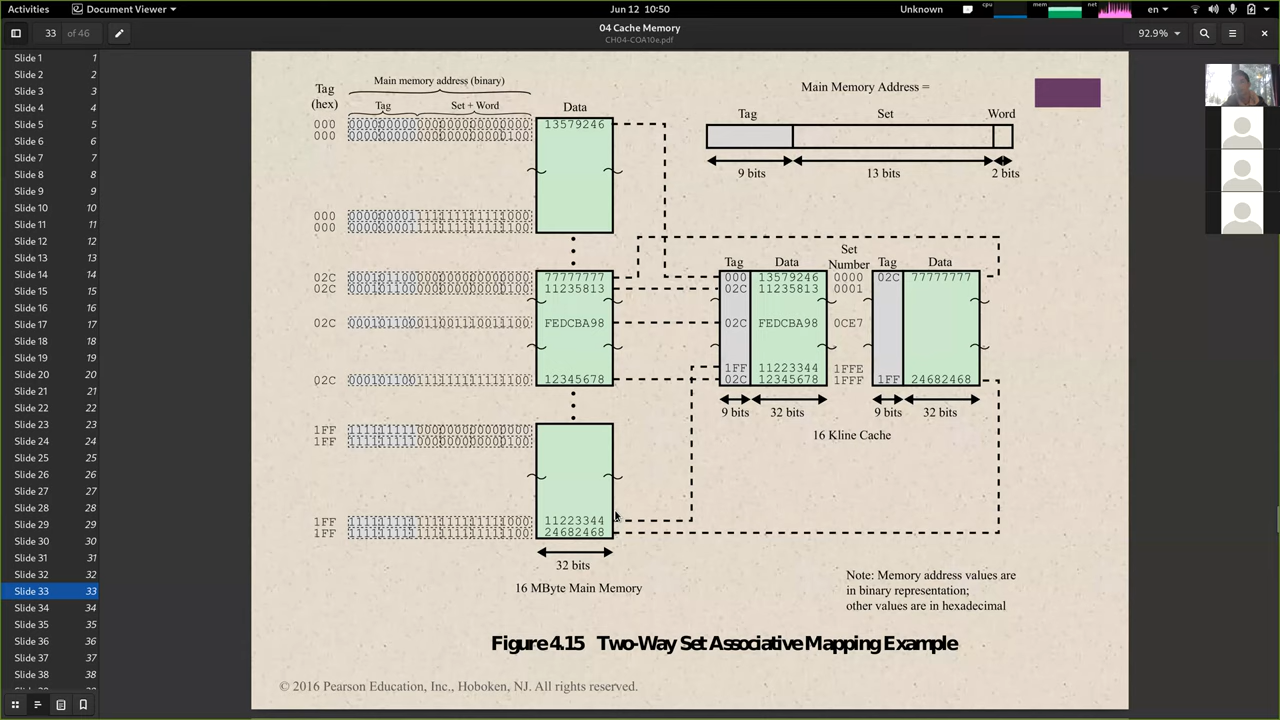 Activities
Document Viewer
Jun 12 10:50
Unknown
cpu
mem
net
en
33 of 46
04 Cache Memory
CH04-COA10e.pdf
92.9%
Slide 1 1
Slide 2 2
Slide 3 3
Slide 4 4
Slide 5 5
Slide 6 6
Slide 7 7
Slide 8 8
Slide 9 9
Slide 10 10
Slide 11 11
Slide 12 12
Slide 13 13
Slide 14 14
Slide 15 15
Slide 16 16
Slide 17 17
Slide 18 18
Slide 19 19
Slide 20 20
Slide 21 21
Slide 22 22
Slide 23 23
Slide 24 24
Slide 25 25
Slide 26 26
Slide 27 27
Slide 28 28
Slide 29 29
Slide 30 30
Slide 31 31
Slide 32 32
Slide 33 33
Slide 34 34
Slide 35 35
Slide 36 36
Slide 37 37
Slide 38 38
Tag
(hex)
Main memory address (binary)
Tag
Set + Word
Data
000
000
13579246
000
000
02C
77777777
02C
11235813
02C
FEDCBA98
02C
12345678
1FF
1FF
1FF
11223344
1FF
24682468
32 bits
16 MByte Main Memory
Main Memory Address =
Tag Set Word
9 bits 13 bits 2 bits
Tag Data Set Number Tag Data
000 13579246 0000 02C 77777777
02C 11235813 0001
02C FEDCBA98 0CE7
1FF 11223344 1FFE
02C 12345678 1FFF 1FF 24682468
9 bits 32 bits 9 bits 32 bits
16 Kline Cache
Note: Memory address values are
in binary representation;
other values are in hexadecimal
Figure 4.15 Two-Way Set Associative Mapping Example
© 2016 Pearson Education, Inc., Hoboken, NJ. All rights reserved.